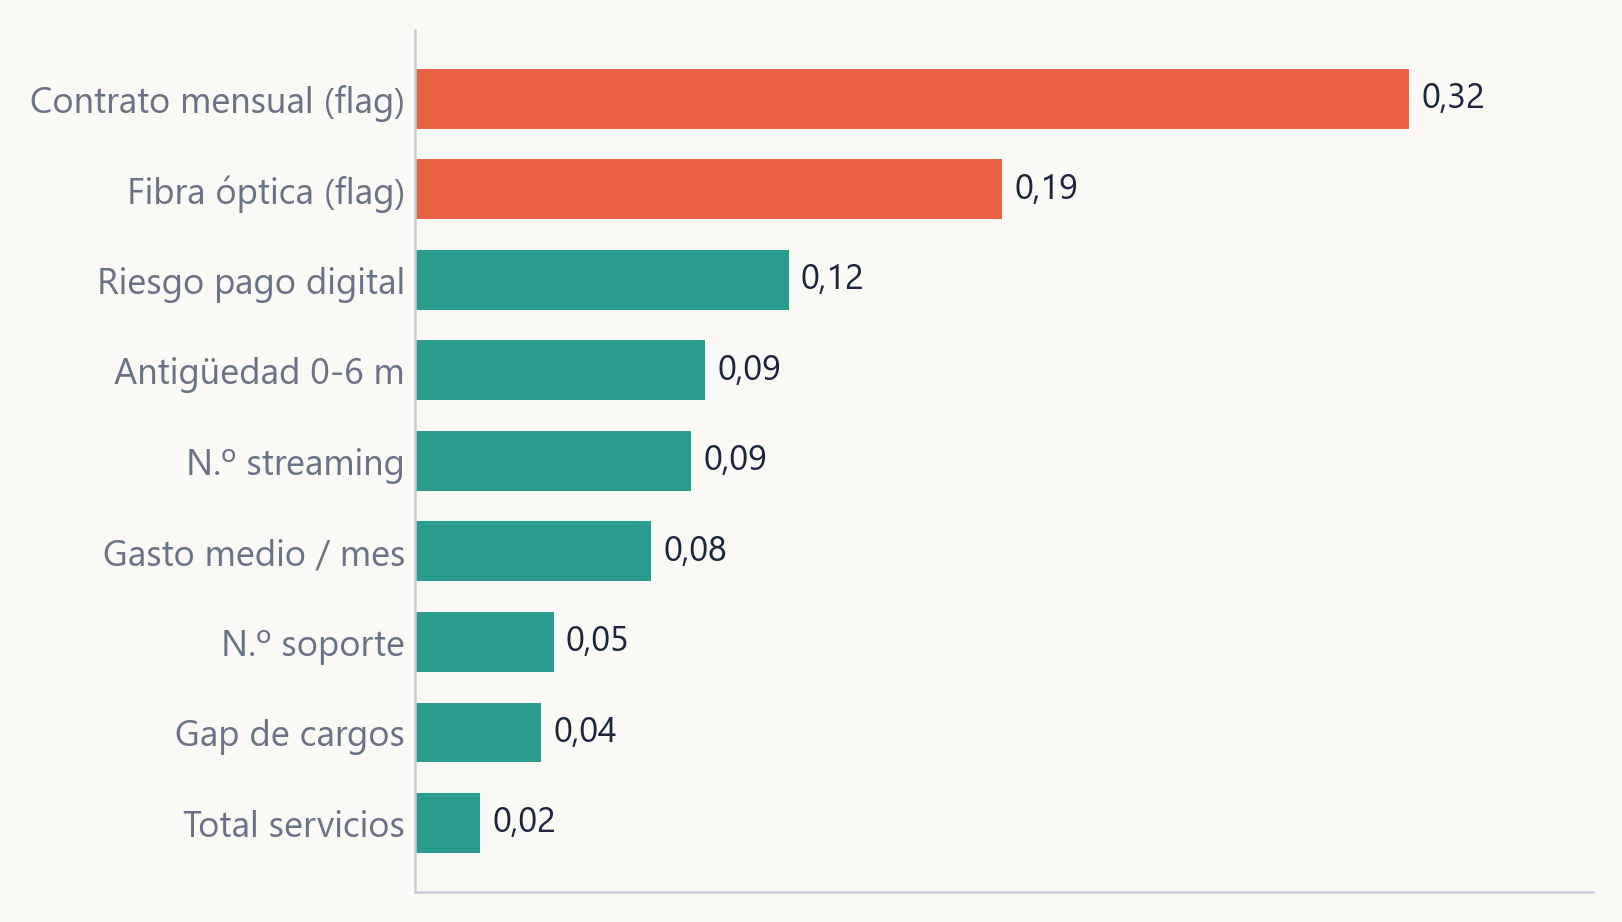 Contrato mensual (flag) 0,32
Fibra óptica (flag) 0,19
Riesgo pago digital 0,12
Antigüedad 0-6 m 0,09
N.º streaming 0,09
Gasto medio / mes 0,08
N.º soporte 0,05
Gap de cargos 0,04
Total servicios 0,02